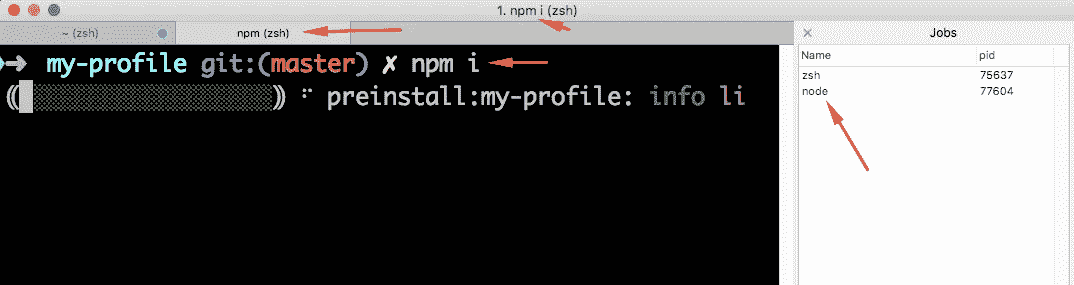 1. npm i (zsh)
~ (zsh)
npm (zsh)
Jobs
Name pid
zsh 75637
node 77604
➜ my-profile git:(master) ✗ npm i
(( ░░░░░░░░░░░░░░░░░)) ⠋ preinstall:my-profile: info li